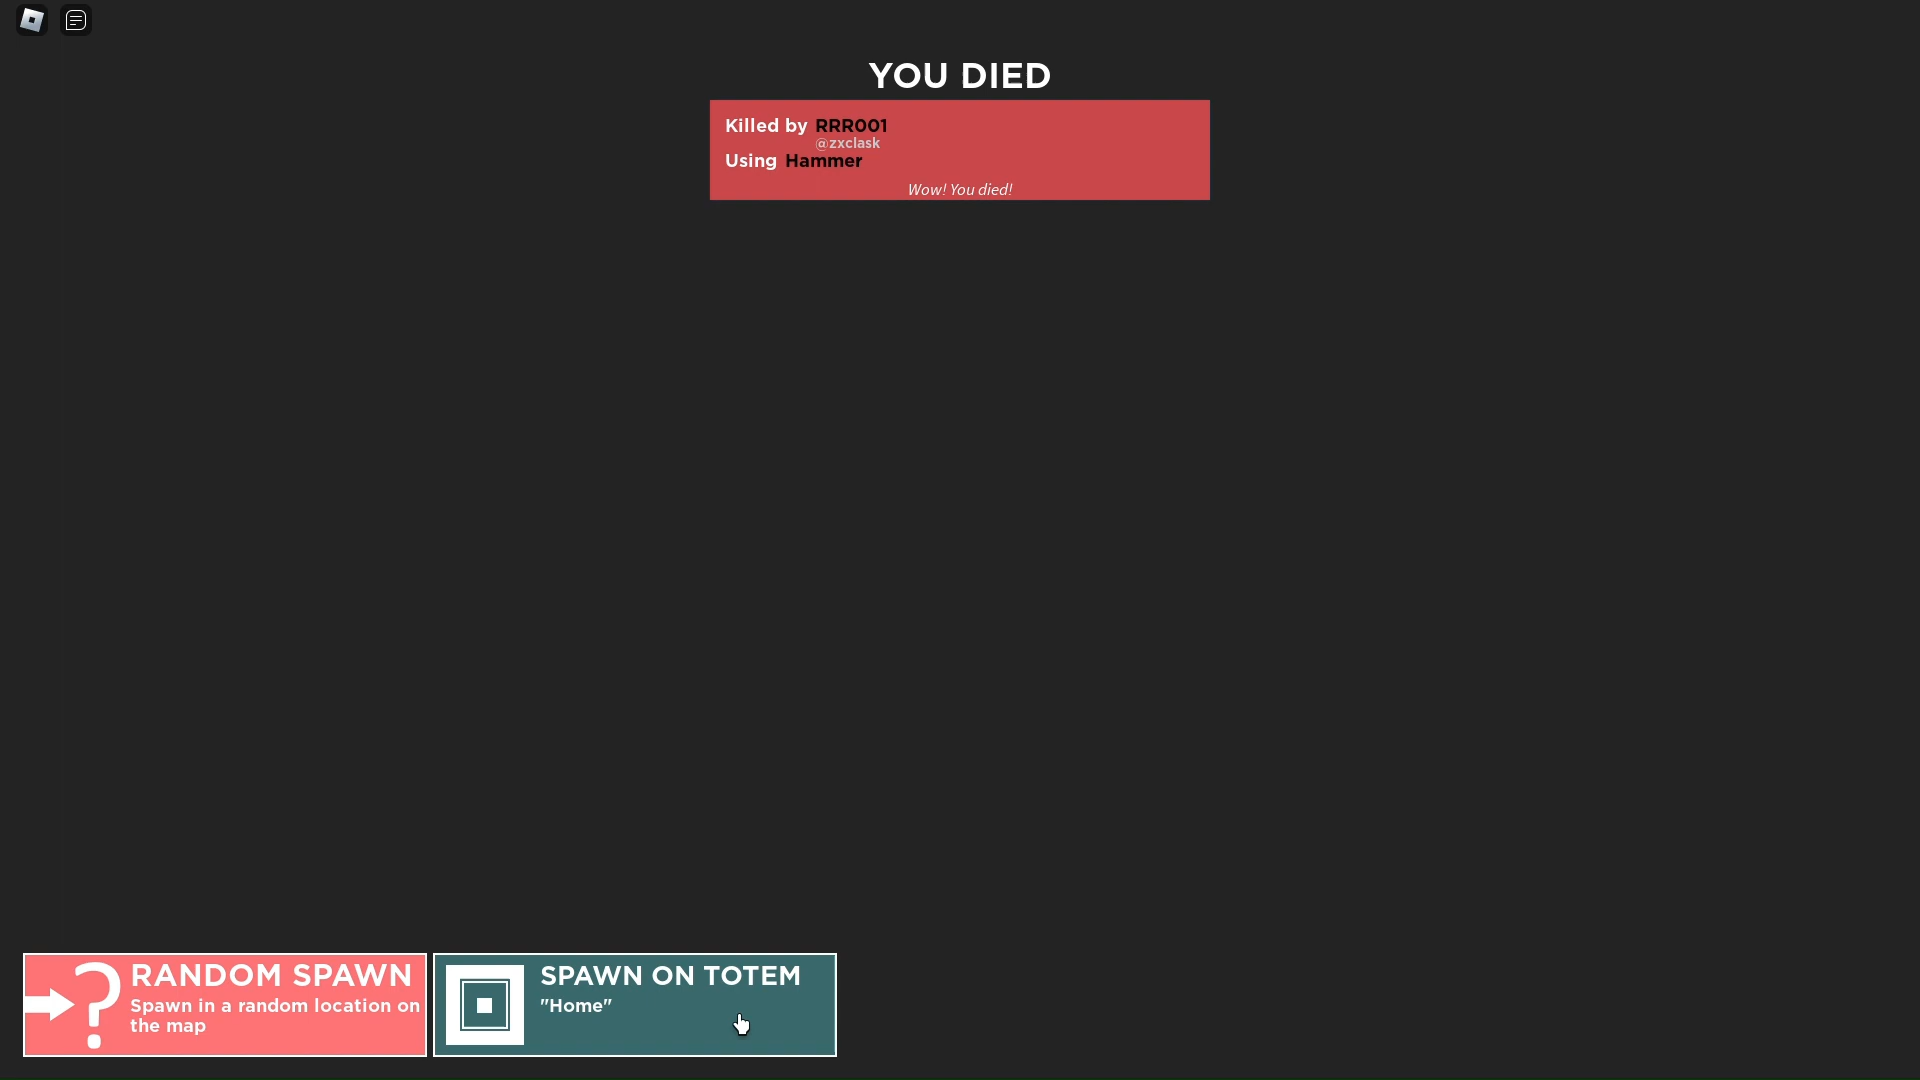 YOU DIED
Killed by RRR001
@zxclask
Using Hammer
Wow! You died!
RANDOM SPAWN
Spawn in a random location on
the map
SPAWN ON TOTEM
"Home"